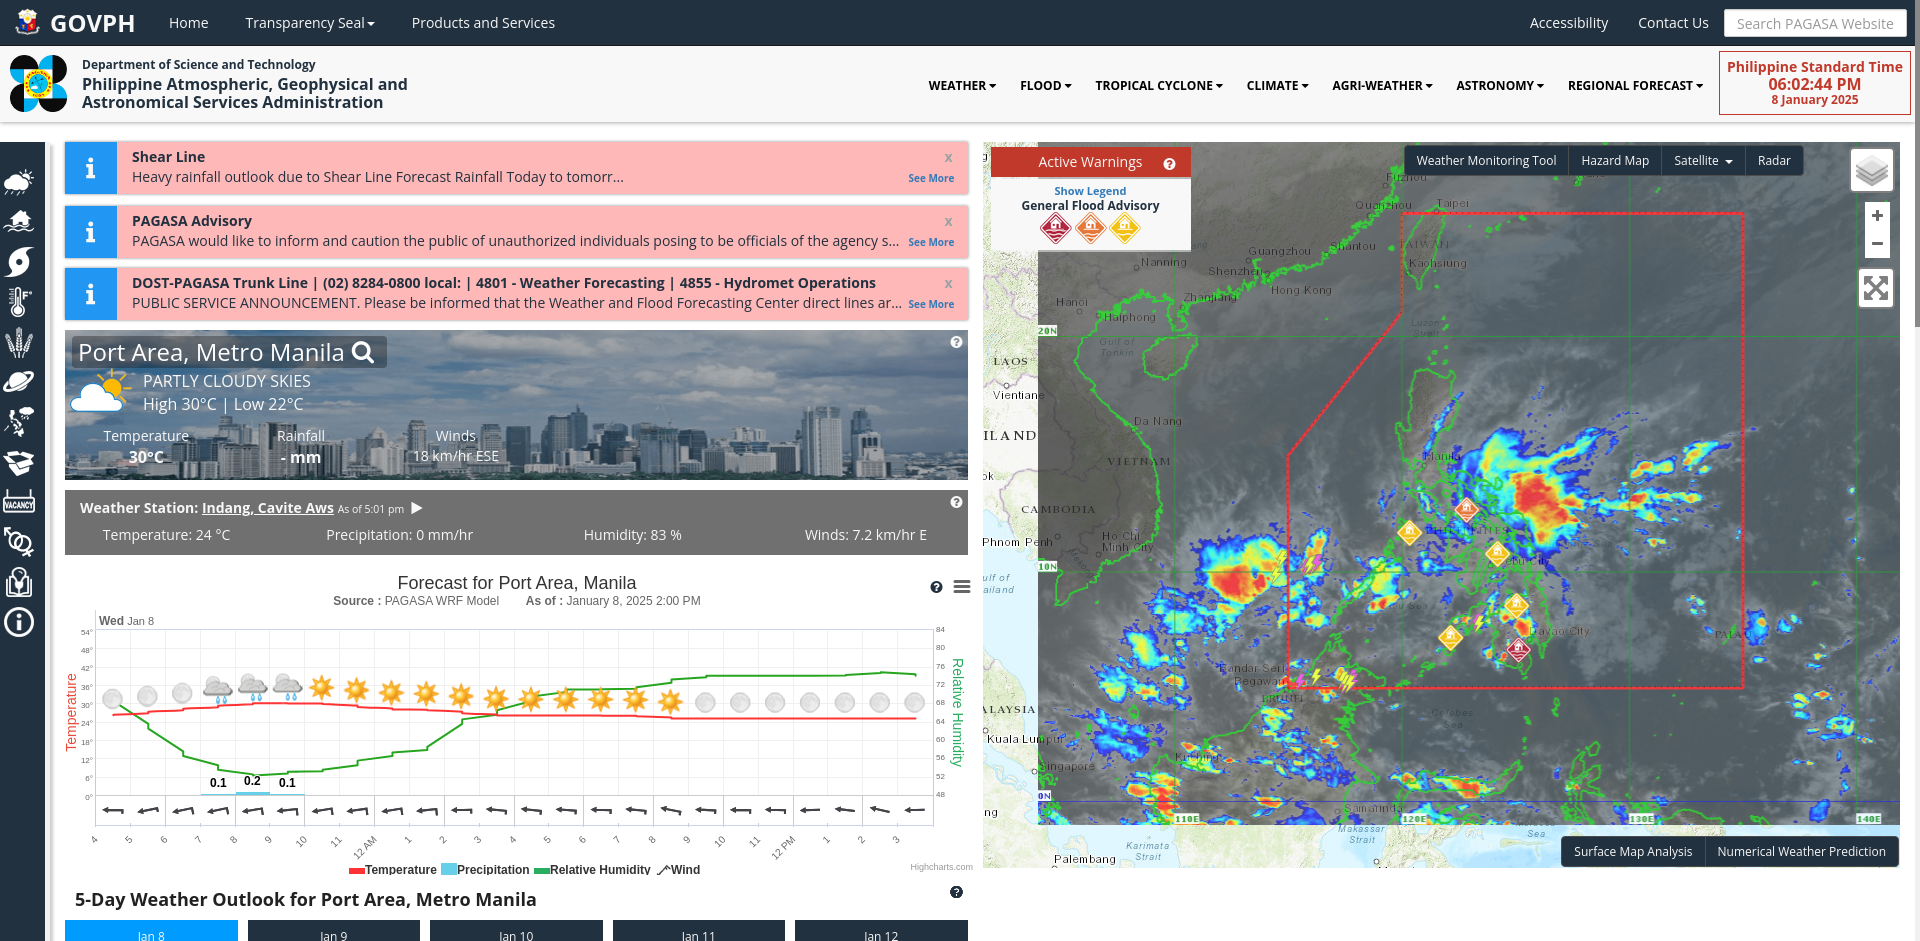 GOVPH
Home
Transparency Seal
Products and Services
Accessibility
Contact Us
Search PAGASA Website
Department of Science and Technology
Philippine Atmospheric, Geophysical and
Astronomical Services Administration
WEATHER
FLOOD
TROPICAL CYCLONE
CLIMATE
AGRI-WEATHER
ASTRONOMY
REGIONAL FORECAST
Philippine Standard Time
06:02:44 PM
8 January 2025
VACANCY
Shear Line
x
Heavy rainfall outlook due to Shear Line Forecast Rainfall Today to tomorr...
See More
PAGASA Advisory
x
PAGASA would like to inform and caution the public of unauthorized individuals posing to be officials of the agency s...
See More
DOST-PAGASA Trunk Line | (02) 8284-0800 local: | 4801 - Weather Forecasting | 4855 - Hydromet Operations
x
PUBLIC SERVICE ANNOUNCEMENT. Please be informed that the Weather and Flood Forecasting Center direct lines ar...
See More
Port Area, Metro Manila
PARTLY CLOUDY SKIES
High 30°C | Low 22°C
Temperature
30°C
Rainfall
- mm
Winds
18 km/hr ESE
Weather Station: Indang, Cavite Aws As of 5:01 pm
Temperature: 24 °C
Precipitation: 0 mm/hr
Humidity: 83 %
Winds: 7.2 km/hr E
Forecast for Port Area, Manila
Source : PAGASA WRF Model As of : January 8, 2025 2:00 PM
Wed Jan 8
Temperature
54°
48°
42°
36°
30°
24°
18°
12°
6°
0°
84
80
76
72
68
64
60
56
52
48
Relative Humidity
0.1
0.2
0.1
4
5
6
7
8
9
10
11
12 AM
1
2
3
4
5
6
7
8
9
10
11
12 PM
1
2
3
Temperature
Precipitation
Relative Humidity
Wind
Highcharts.com
5-Day Weather Outlook for Port Area, Metro Manila
Jan 8
Jan 9
Jan 10
Jan 11
Jan 12
Active Warnings
Show Legend
General Flood Advisory
Weather Monitoring Tool
Hazard Map
Satellite
Radar
+
−
Fuzhou
Quanzhou
Taipei
TAIWAN
Kaohsiung
Shantou
Guangzhou
Shenzhen
Hong Kong
Nanning
Zhanjiang
Hanoi
Haiphong
Gulf of
Tonkin
Luzon
Strait
20N
LAOS
Vientiane
Da Nang
ILAND
VIETNAM
ok
CAMBODIA
Phnom Penh
Ho Chi
Minh City
Manila
PHILIPPINES
10N
ulf of
ailand
Davao City
PALAU
Bandar Seri
Begawan
BRUNEI
ALAYSIA
Kuala Lumpur
Singapore
Kuching
Celebes
Sea
0N
ng
Samarinda
110E
120E
130E
140E
Makassar
Strait
Karimata
Strait
Sea
Palembang
Surface Map Analysis
Numerical Weather Prediction